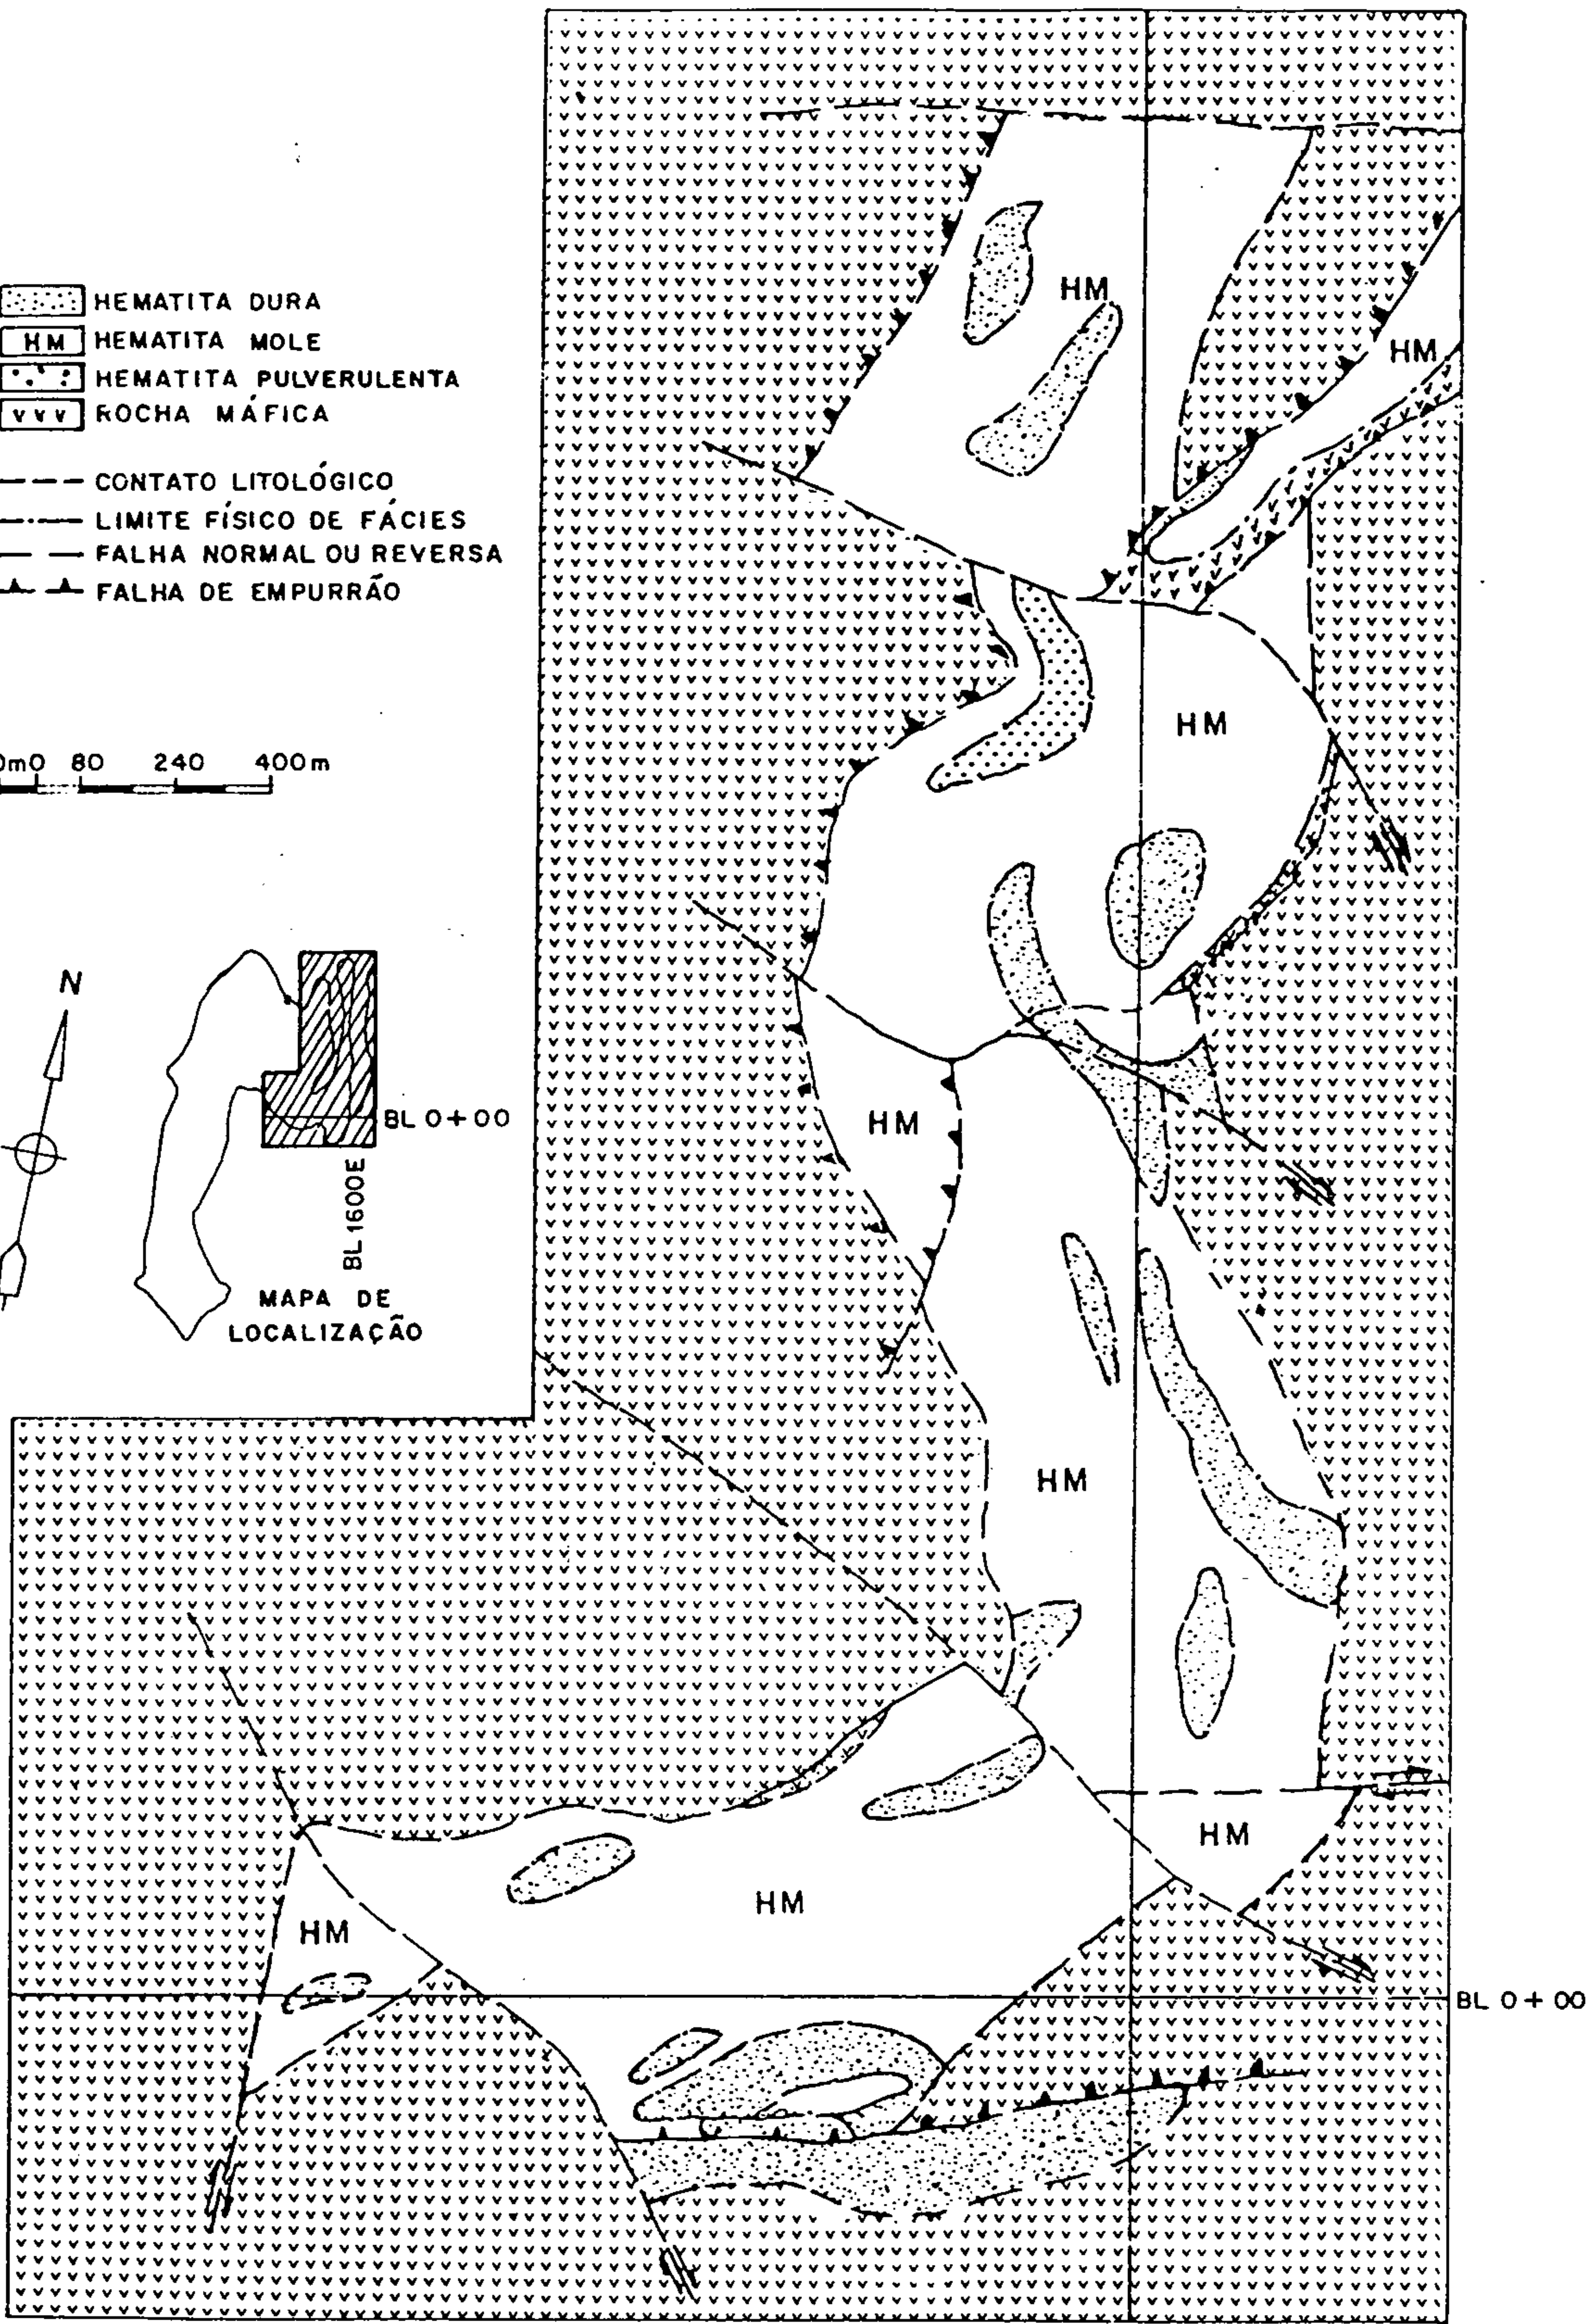 HM
HEMATITA DURA
HM HEMATITA MOLE
HEMATITA PULVERULENTA
v v v ROCHA MÁFICA
HM
CONTATO LITOLÓGICO
LIMITE FÍSICO DE FÁCIES
FALHA NORMAL OU REVERSA
FALHA DE EMPURRÃO
HM
0 80 240 400m
N
BL 0+00
BL 1600E
MAPA DE
LOCALIZAÇÃO
HM
HM
HM
HM
HM
BL 0+00